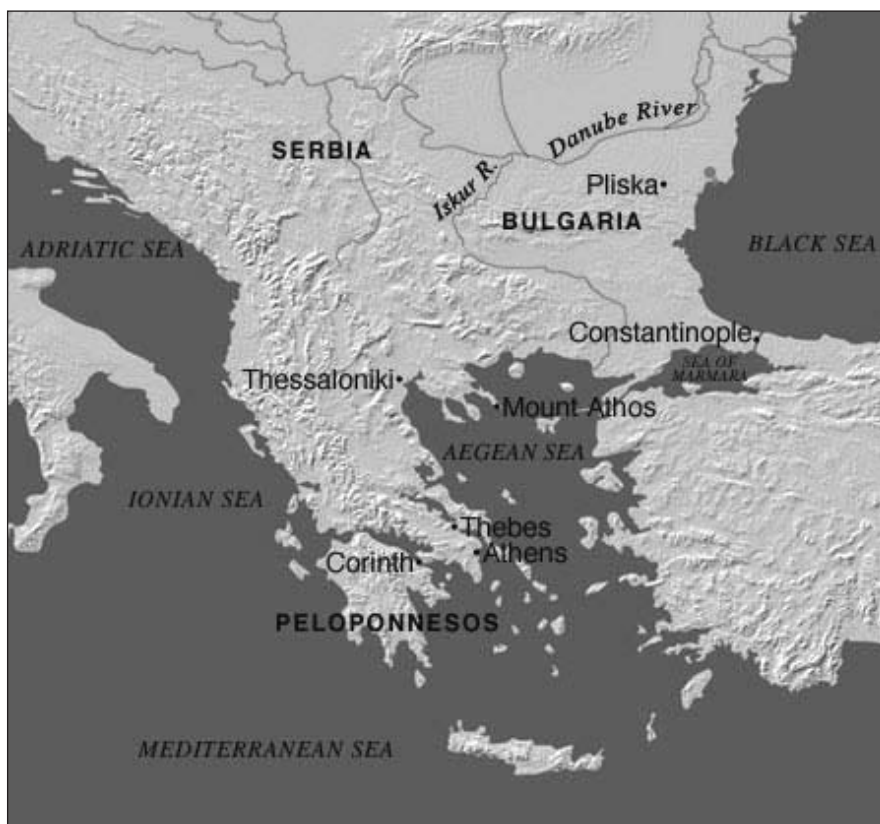 Danube River
SERBIA
Iskur R.
Pliska
BULGARIA
ADRIATIC SEA
BLACK SEA
Constantinople
SEA OF
MARMARA
Thessaloniki
Mount Athos
AEGEAN SEA
IONIAN SEA
Thebes
Athens
Corinth
PELOPONNESOS
MEDITERRANEAN SEA